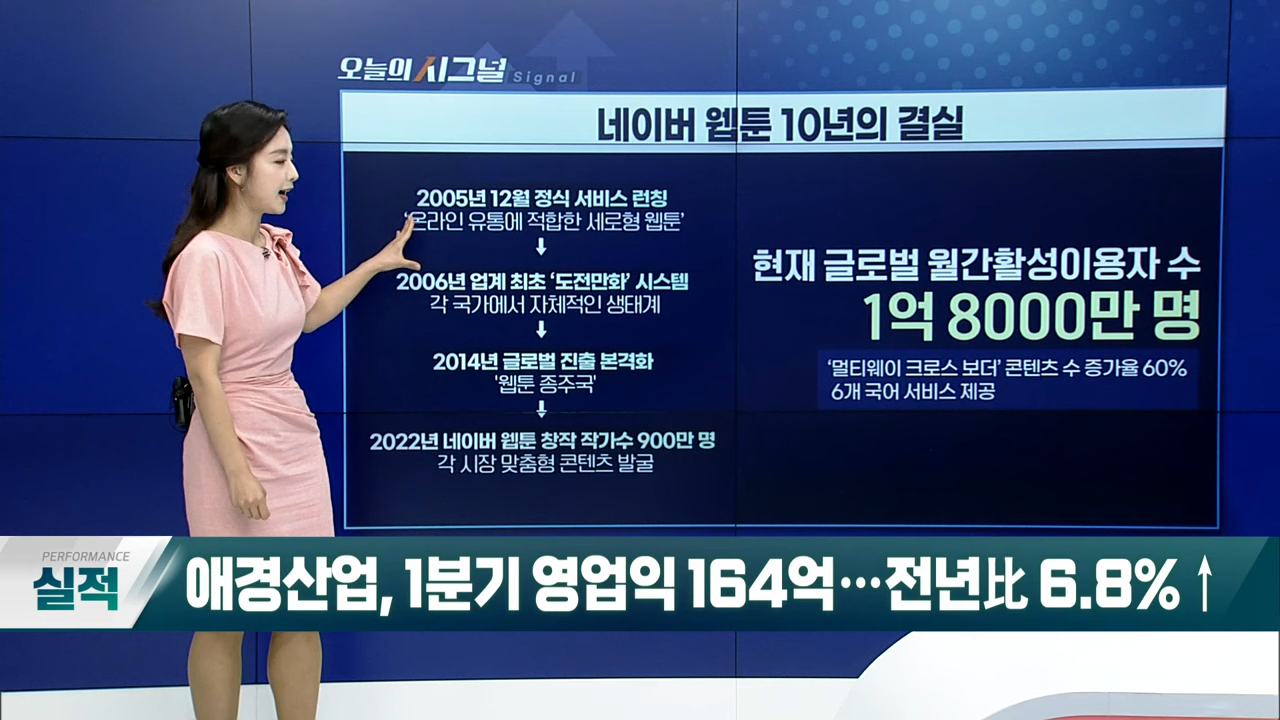 오늘의 시그널 Signal
네이버 웹툰 10년의 결실
2005년 12월 정식 서비스 런칭
‘온라인 유통에 적합한 세로형 웹툰’
↓
2006년 업계 최초 ‘도전만화’ 시스템
각 국가에서 자체적인 생태계
↓
2014년 글로벌 진출 본격화
'웹툰 종주국'
↓
2022년 네이버 웹툰 창작 작가수 900만 명
각 시장 맞춤형 콘텐츠 발굴
현재 글로벌 월간활성이용자 수
1억 8000만 명
‘멀티웨이 크로스 보더’ 콘텐츠 수 증가율 60%
6개 국어 서비스 제공
PERFORMANCE
실적
애경산업, 1분기 영업익 164억…전년比 6.8%↑